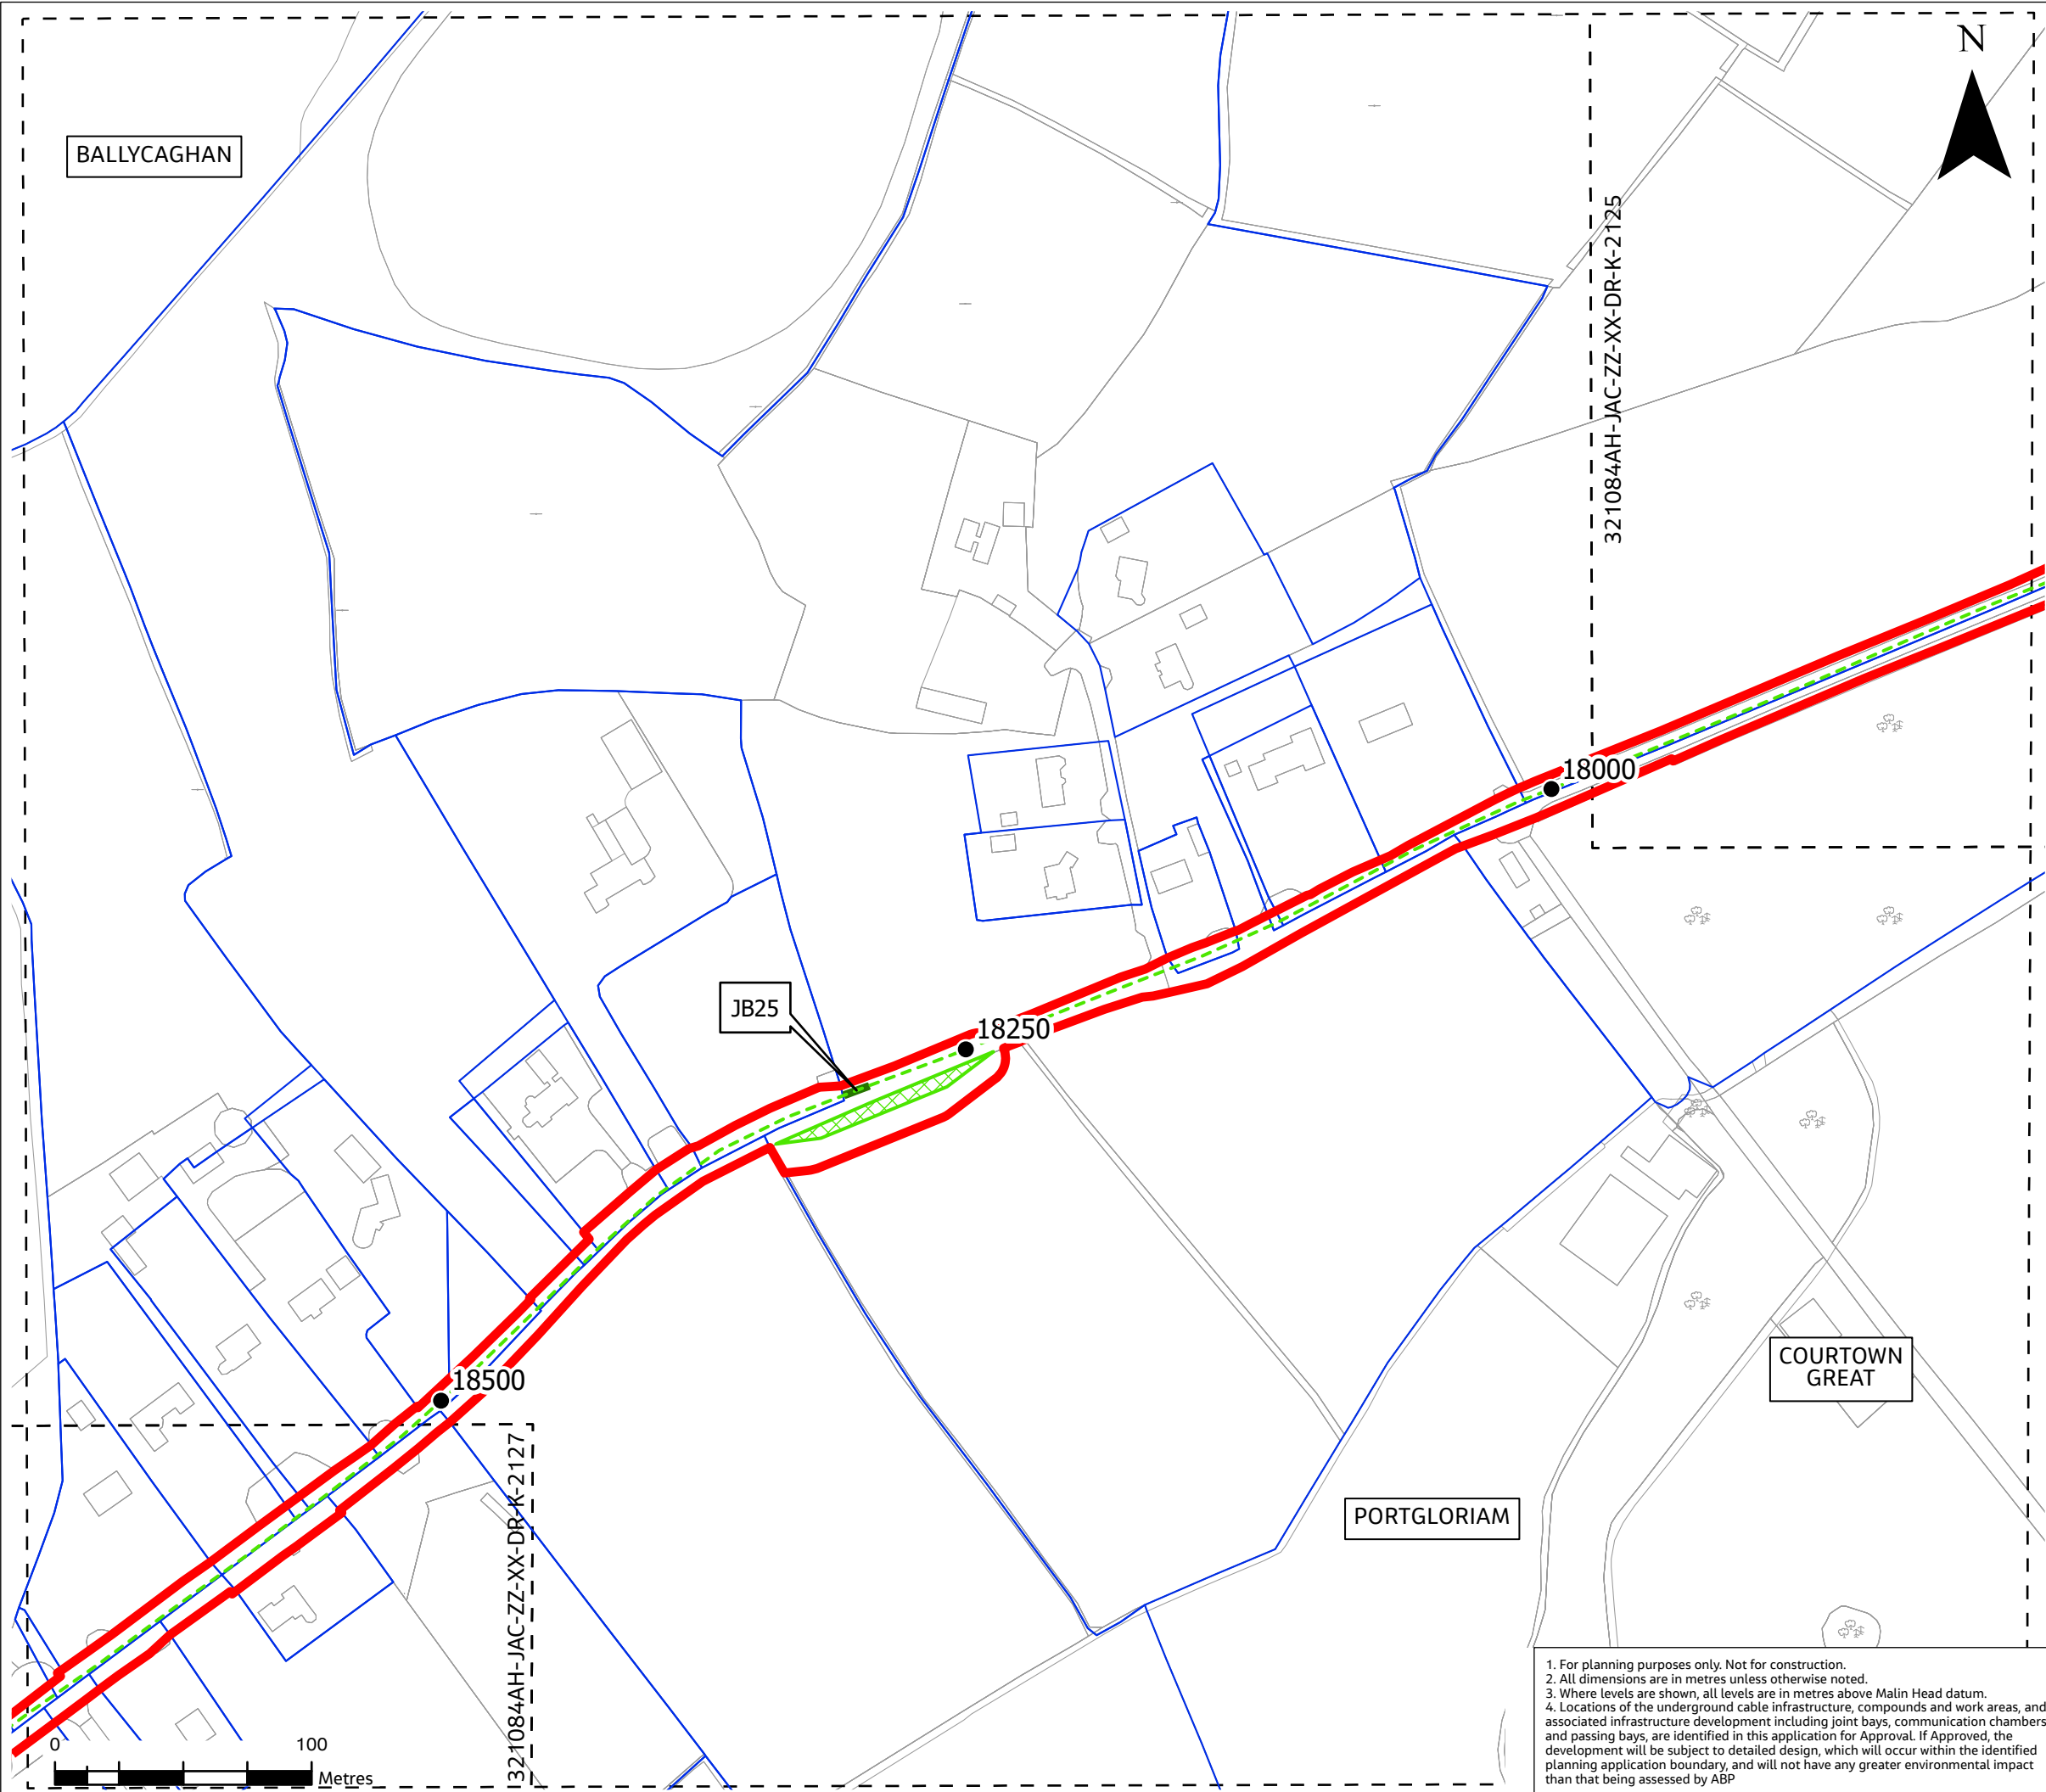 N
BALLYCAGHAN
321084AH-JAC-ZZ-XX-DR-K-2125
18000
JB25
18250
18500
COURTOWN
GREAT
321084AH-JAC-ZZ-XX-DR-K-2127
PORTGLORIAM
0 100
Metres
1. For planning purposes only. Not for construction.
2. All dimensions are in metres unless otherwise noted.
3. Where levels are shown, all levels are in metres above Malin Head datum.
4. Locations of the underground cable infrastructure, compounds and work areas, and
associated infrastructure development including joint bays, communication chambers
and passing bays, are identified in this application for Approval. If Approved, the
development will be subject to detailed design, which will occur within the identified
planning application boundary, and will not have any greater environmental impact
than that being assessed by ABP